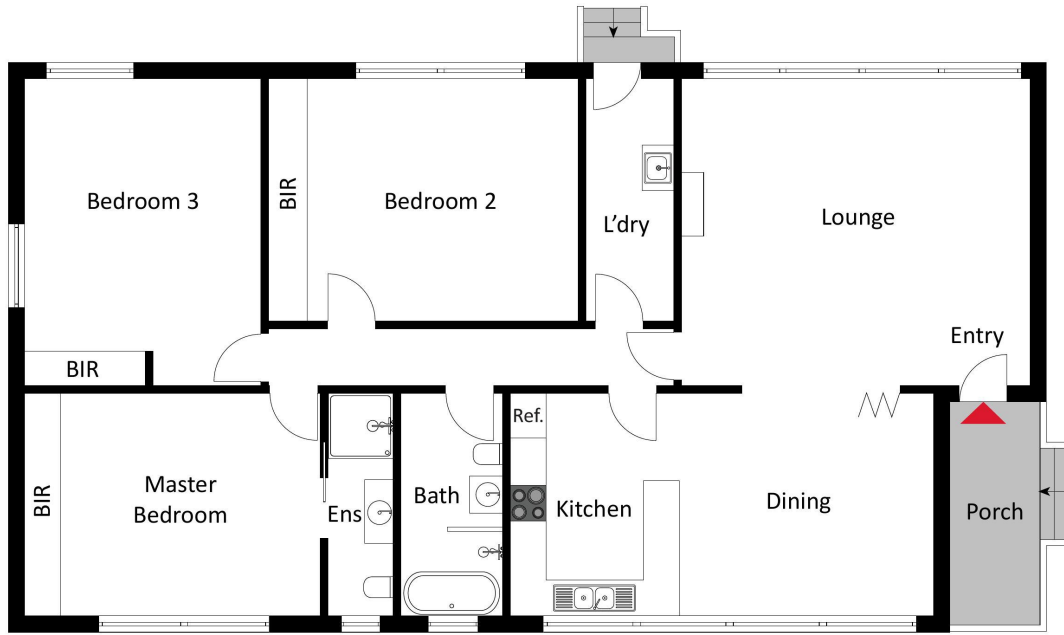 Bedroom 3
BIR
Bedroom 2
L'dry
Lounge
Entry
BIR
BIR
Master
Bedroom
Ens
Bath
Ref.
Kitchen
Dining
Porch